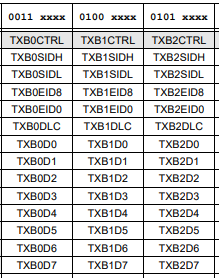 0011 xxxx 0100 xxxx 0101 xxxx
TXB0CTRL TXB1CTRL TXB2CTRL
TXB0SIDH TXB1SIDH TXB2SIDH
TXB0SIDL TXB1SIDL TXB2SIDL
TXB0EID8 TXB1EID8 TXB2EID8
TXB0EID0 TXB1EID0 TXB2EID0
TXB0DLC TXB1DLC TXB2DLC
TXB0D0 TXB1D0 TXB2D0
TXB0D1 TXB1D1 TXB2D1
TXB0D2 TXB1D2 TXB2D2
TXB0D3 TXB1D3 TXB2D3
TXB0D4 TXB1D4 TXB2D4
TXB0D5 TXB1D5 TXB2D5
TXB0D6 TXB1D6 TXB2D6
TXB0D7 TXB1D7 TXB2D7